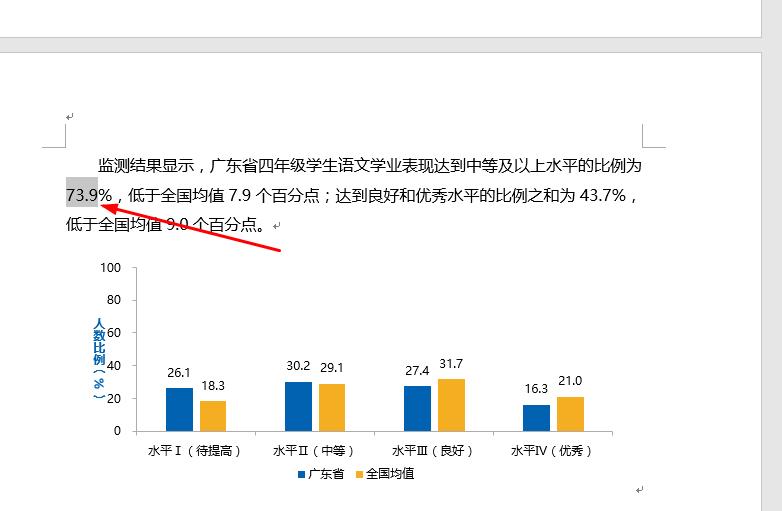 监测结果显示，广东省四年级学生语文学业表现达到中等及以上水平的比例为
73.9%，低于全国均值 7.9 个百分点；达到良好和优秀水平的比例之和为 43.7%，
低于全国均值 9.0 个百分点。
人数比例（%）
100
80
60
40
20
0
26.1 18.3 30.2 29.1 27.4 31.7 16.3 21.0
水平Ⅰ（待提高） 水平Ⅱ（中等） 水平Ⅲ（良好） 水平Ⅳ（优秀）
广东省 全国均值